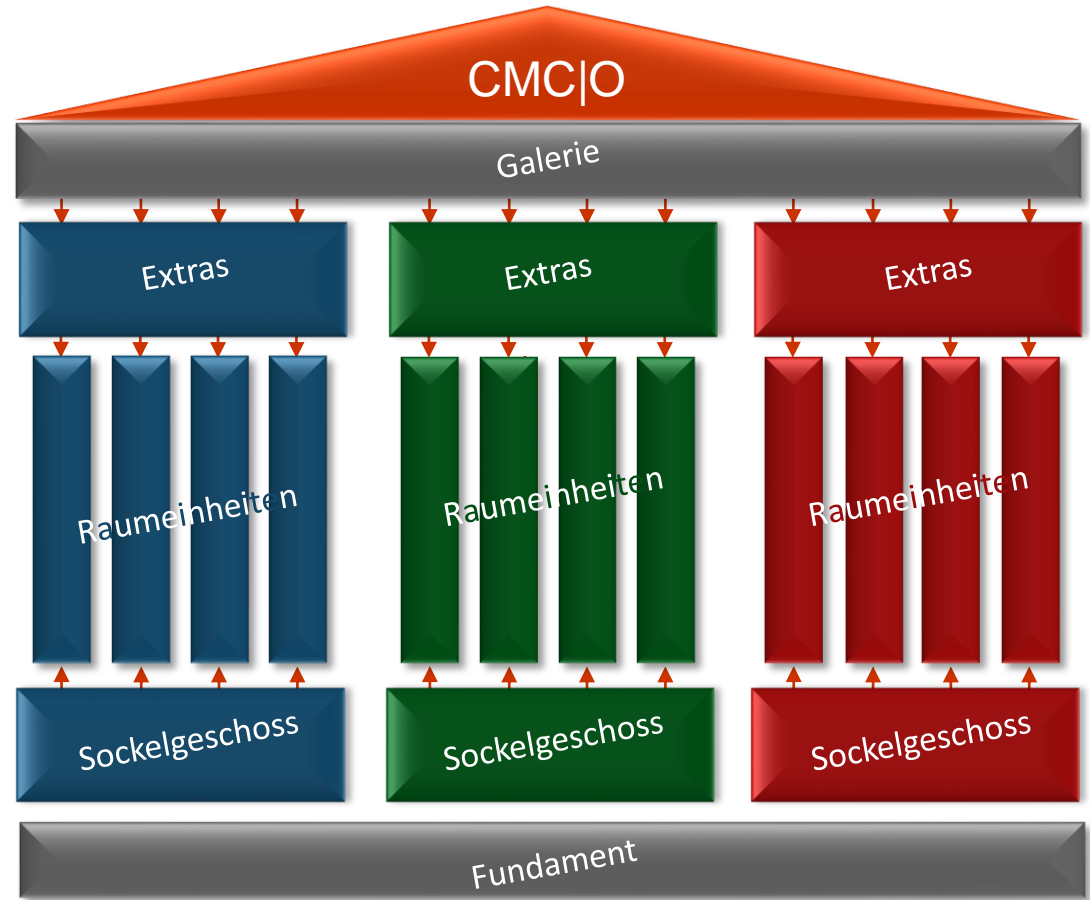 CMC|O
Galerie
Extras
Extras
Extras
Raumeinheiten
Raumeinheiten
Raumeinheiten
Sockelgeschoss
Sockelgeschoss
Sockelgeschoss
Fundament